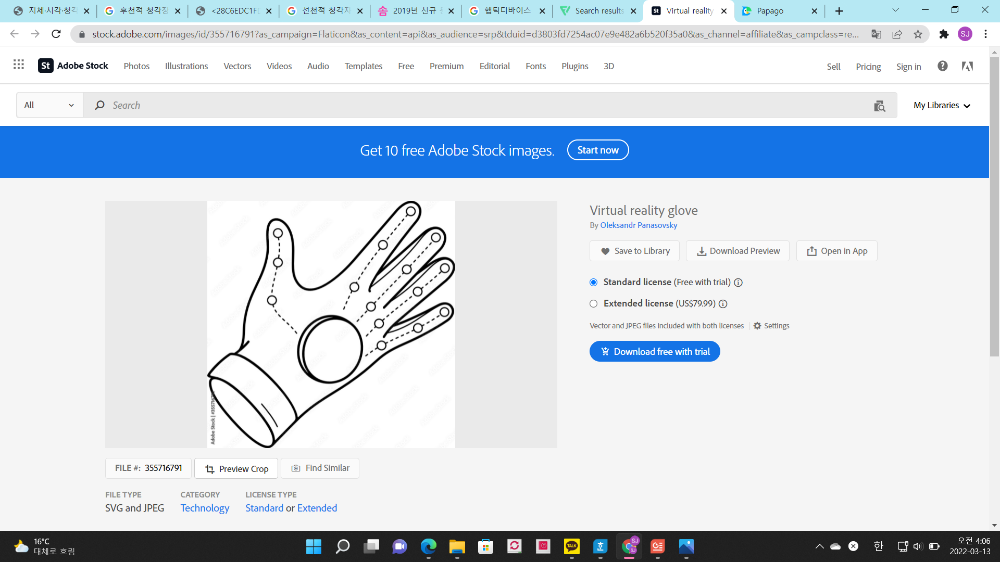 지체·시각·청각
후천적 청각장
<28C6EDC1FD
선천적 청각자
2019년 신규
햅틱디바이스
Search results
Virtual reality
Papago
stock.adobe.com/images/id/355716791?as_campaign=Flaticon&as_content=api&as_audience=srp&tduid=d3803fd7254ac07e9e482a6b520f35a0&as_channel=affiliate&as_campclass=re...
SJ
St Adobe Stock Photos Illustrations Vectors Videos Audio Templates Free Premium Editorial Fonts Plugins 3D Sell Pricing Sign in
All Search My Libraries
Get 10 free Adobe Stock images. Start now
Virtual reality glove
By Oleksandr Panasovsky
Save to Library Download Preview Open in App
Standard license (Free with trial)
Extended license (US$79.99)
Vector and JPEG files included with both licenses Settings
Download free with trial
Adobe Stock | #355716791
FILE #: 355716791 Preview Crop Find Similar
FILE TYPE CATEGORY LICENSE TYPE
SVG and JPEG Technology Standard or Extended
16°C
대체로 흐림
TALK
SJ
SJ
한
오전 4:06
2022-03-13